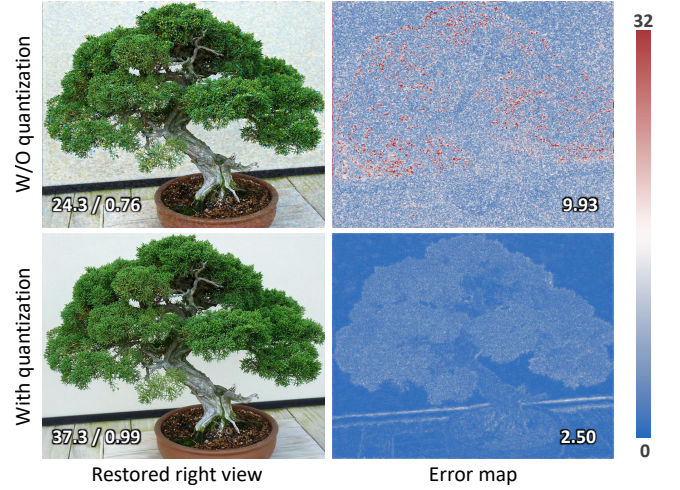 32
W/O quantization
24.3 / 0.76
9.93
With quantization
37.3 / 0.99
2.50
0
Restored right view
Error map